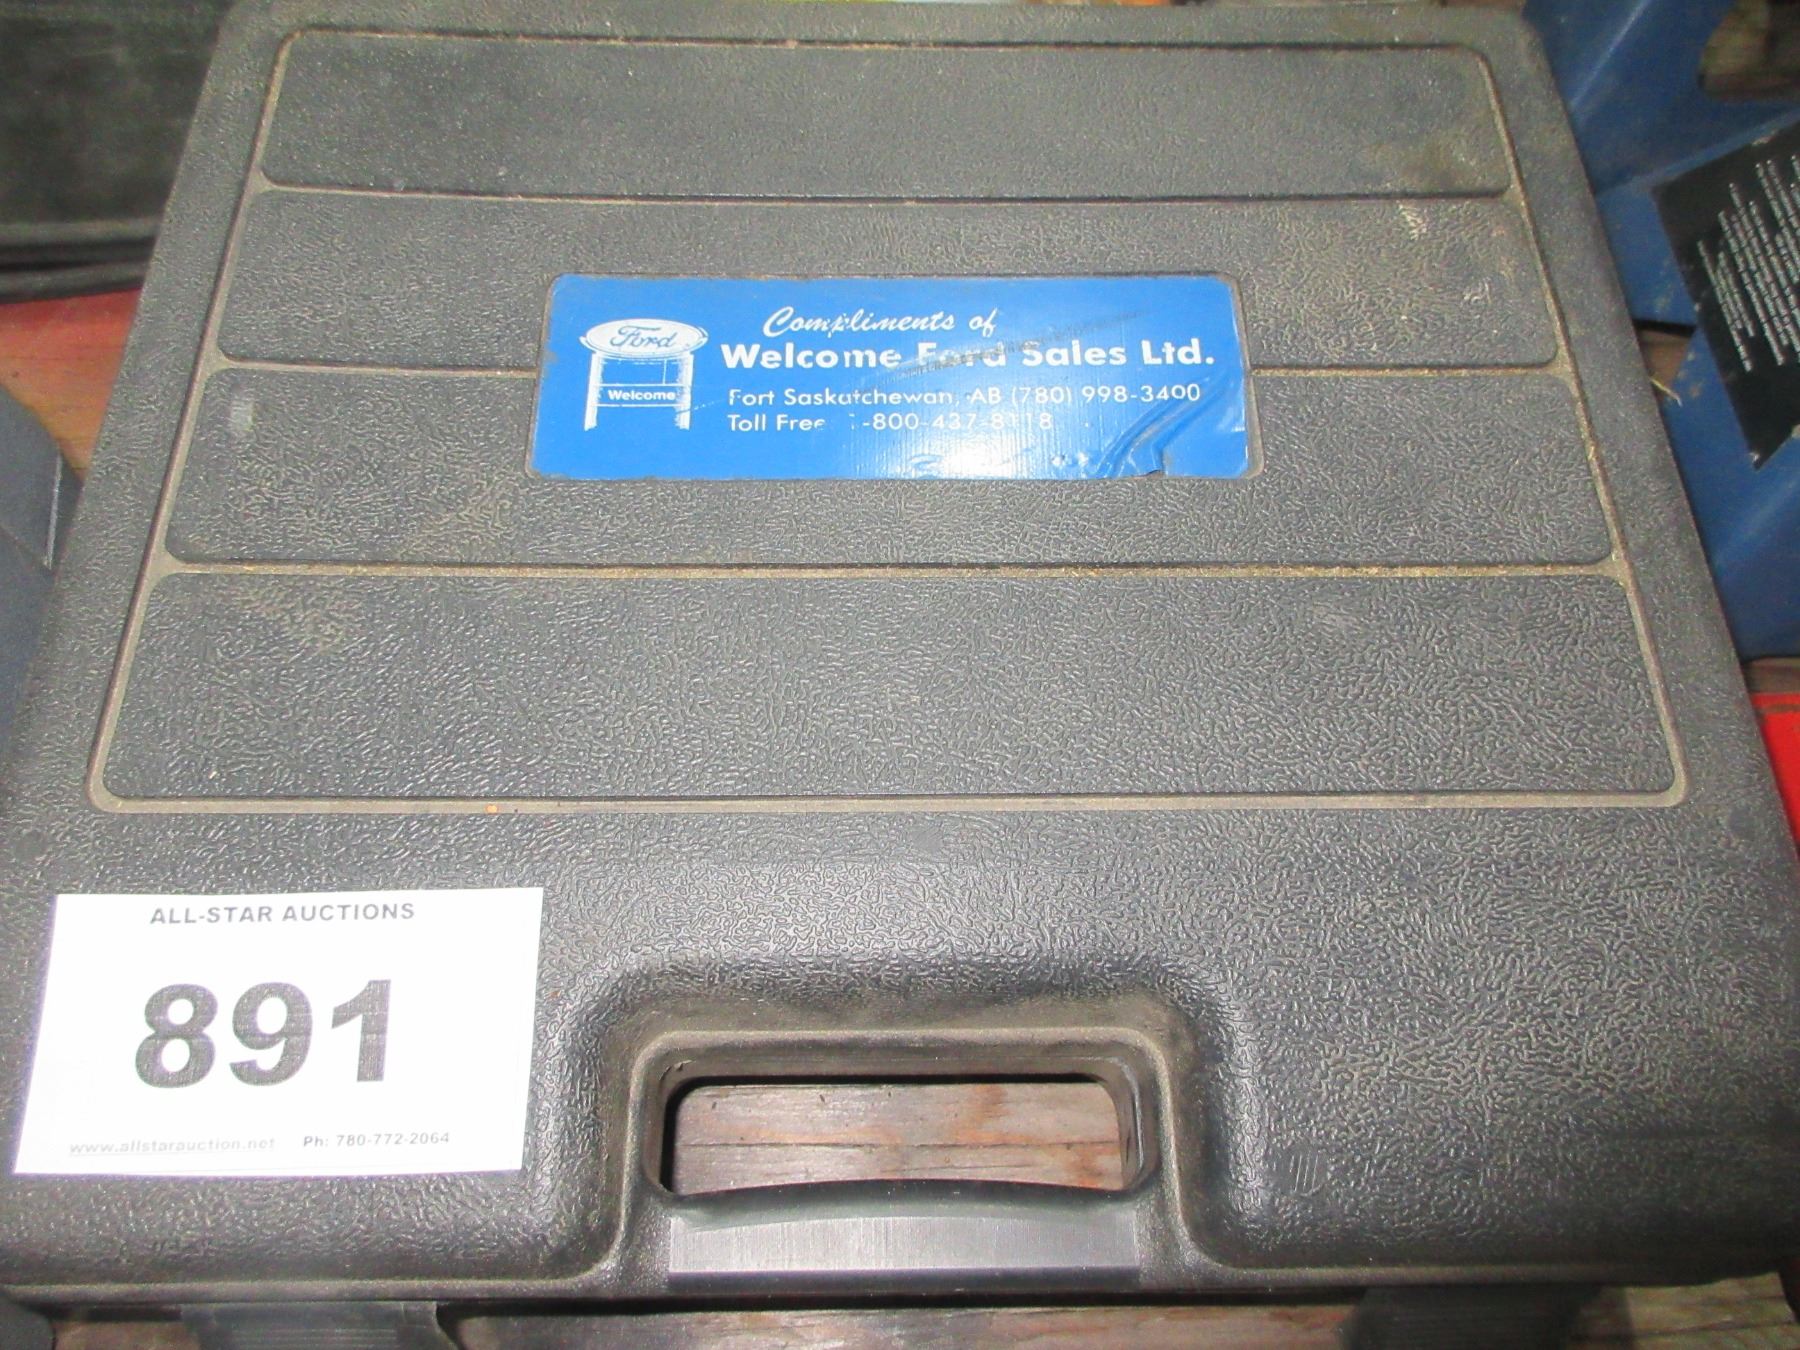 Compliments of
Ford
Welcome Ford Sales Ltd.
Welcome
Fort Saskatchewan, AB (780) 998-3400
Toll Free 1-800-437-8118
ALL-STAR AUCTIONS
891
www.allstarauction.net Ph: 780-772-2064